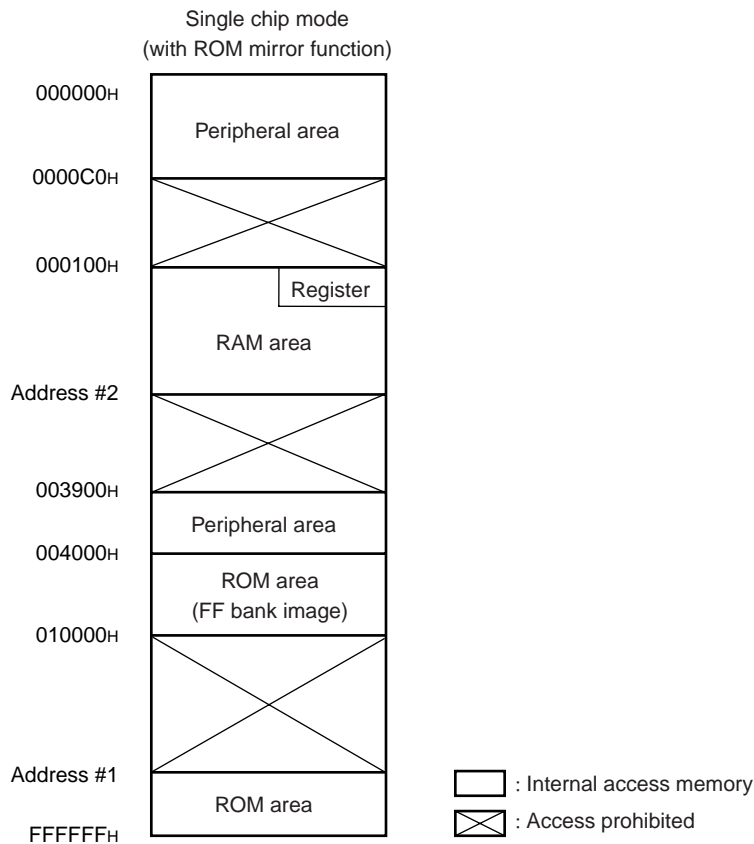 Single chip mode
(with ROM mirror function)
000000H
Peripheral area
0000C0H
000100H
Register
RAM area
Address #2
003900H
Peripheral area
004000H
ROM area
(FF bank image)
010000H
Address #1
ROM area
FFFFFFH
: Internal access memory
: Access prohibited